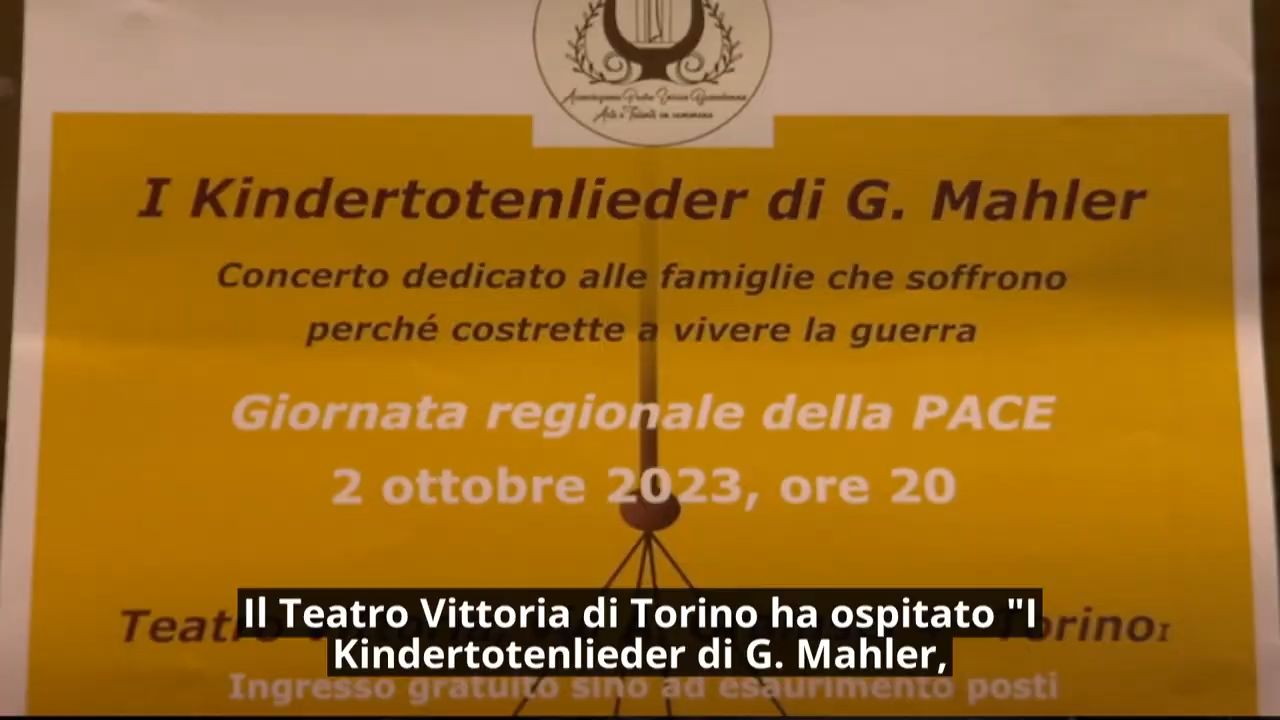 I Kindertotenlieder di G. Mahler
Concerto dedicato alle famiglie che soffrono
perché costrette a vivere la guerra
Giornata regionale della PACE
2 ottobre 2023, ore 20
Il Teatro Vittoria di Torino ha ospitato "I
Kindertotenlieder di G. Mahler,
Ingresso gratuito sino ad esaurimento posti